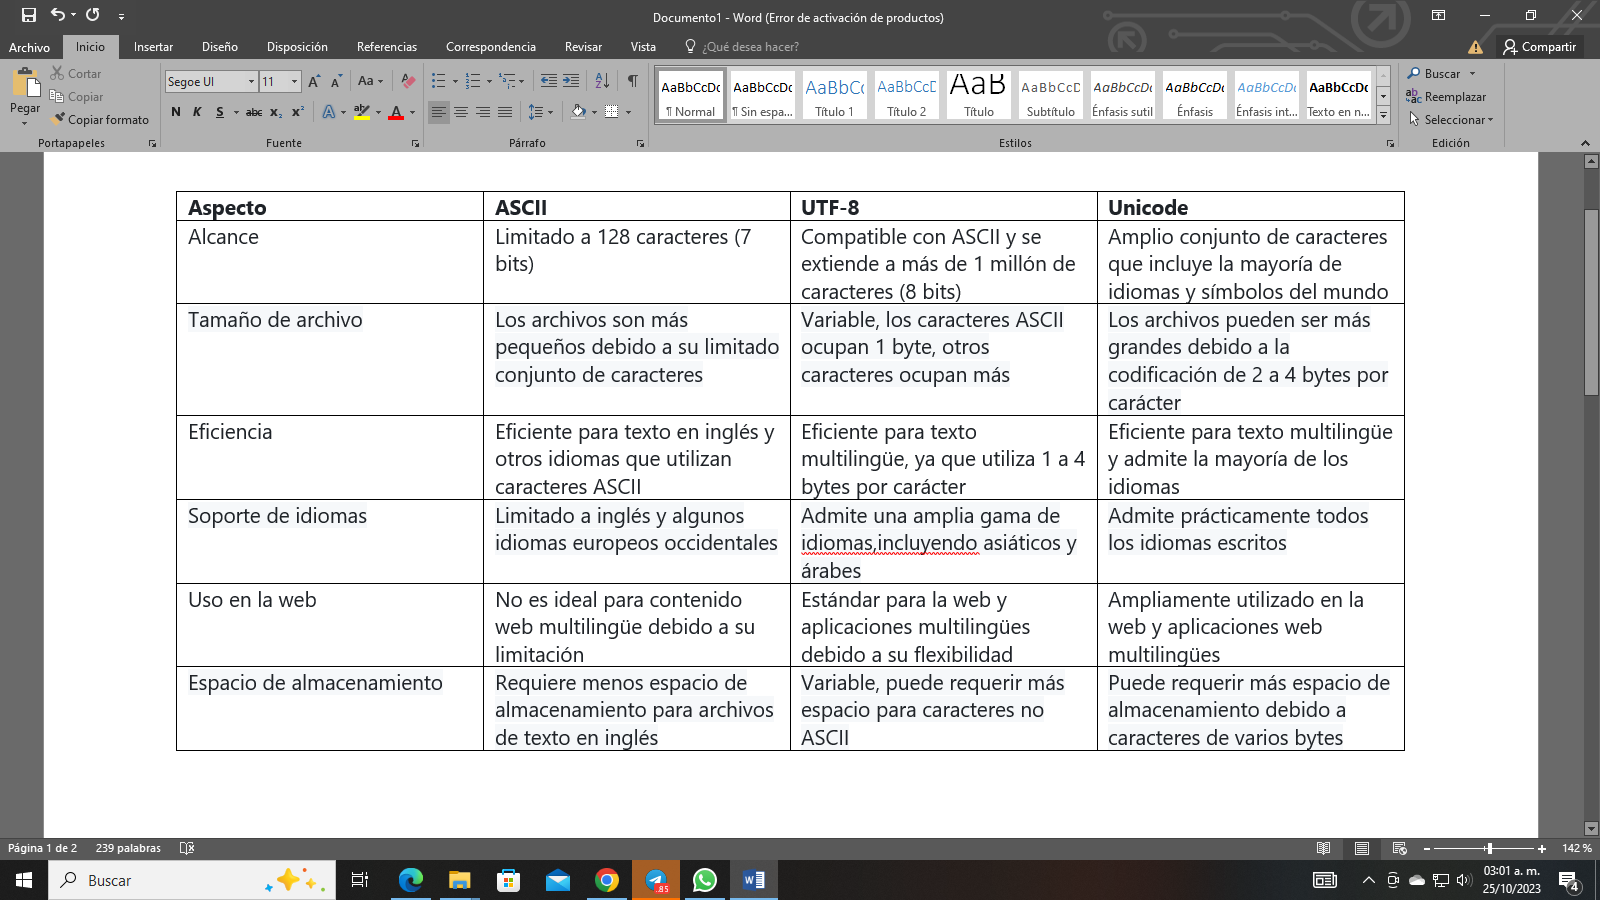 Documento1 - Word (Error de activación de productos)
Archivo Inicio Insertar Diseño Disposición Referencias Correspondencia Revisar Vista ¿Qué desea hacer? Compartir
Pegar
Cortar
Copiar
Copiar formato
Portapapeles
Segoe UI 11
N K S abc x₂ x²
Fuente
Párrafo
AaBbCcDc AaBbCcDc AaBbC AaBbCcD AaB AaBbCcD AaBbCcDc AaBbCcDc AaBbCcDc AaBbCcDc
¶ Normal ¶ Sin espa... Título 1 Título 2 Título Subtítulo Énfasis sutil Énfasis Énfasis int... Texto en n...
Estilos
Buscar
Reemplazar
Seleccionar
Edición
Aspecto ASCII UTF-8 Unicode
Alcance
Limitado a 128 caracteres (7
bits)
Compatible con ASCII y se
extiende a más de 1 millón de
caracteres (8 bits)
Amplio conjunto de caracteres
que incluye la mayoría de
idiomas y símbolos del mundo
Tamaño de archivo
Los archivos son más
pequeños debido a su limitado
conjunto de caracteres
Variable, los caracteres ASCII
ocupan 1 byte, otros
caracteres ocupan más
Los archivos pueden ser más
grandes debido a la
codificación de 2 a 4 bytes por
carácter
Eficiencia
Eficiente para texto en inglés y
otros idiomas que utilizan
caracteres ASCII
Eficiente para texto
multilingüe, ya que utiliza 1 a 4
bytes por carácter
Eficiente para texto multilingüe
y admite la mayoría de los
idiomas
Soporte de idiomas
Limitado a inglés y algunos
idiomas europeos occidentales
Admite una amplia gama de
idiomas,incluyendo asiáticos y
árabes
Admite prácticamente todos
los idiomas escritos
Uso en la web
No es ideal para contenido
web multilingüe debido a su
limitación
Estándar para la web y
aplicaciones multilingües
debido a su flexibilidad
Ampliamente utilizado en la
web y aplicaciones web
multilingües
Espacio de almacenamiento
Requiere menos espacio de
almacenamiento para archivos
de texto en inglés
Variable, puede requerir más
espacio para caracteres no
ASCII
Puede requerir más espacio de
almacenamiento debido a
caracteres de varios bytes
Página 1 de 2 239 palabras 142 %
Buscar
.85
03:01 a. m.
25/10/2023
4